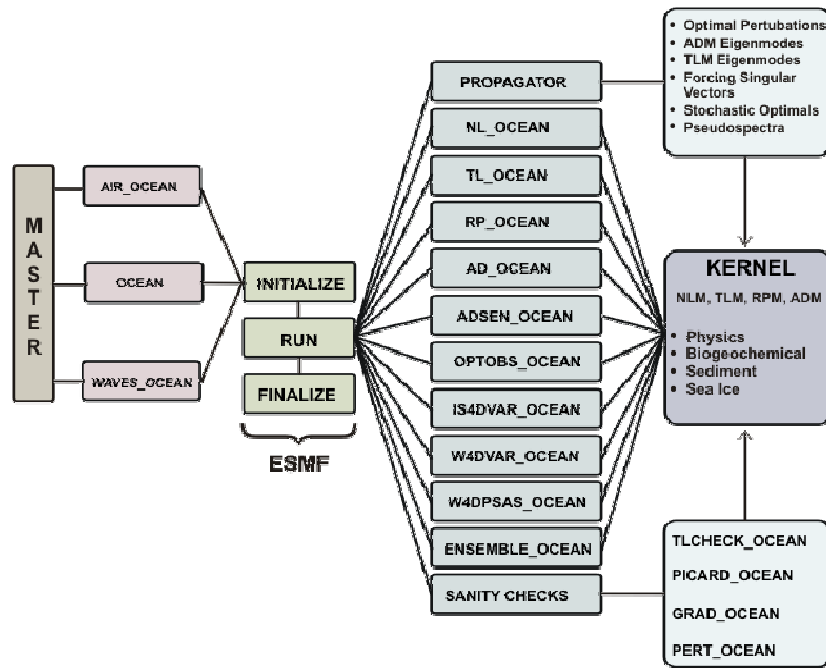 MASTER
AIR_OCEAN
OCEAN
WAVES_OCEAN
INITIALIZE
RUN
FINALIZE
ESMF
PROPAGATOR
NL_OCEAN
TL_OCEAN
RP_OCEAN
AD_OCEAN
ADSEN_OCEAN
OPTOBS_OCEAN
IS4DVAR_OCEAN
W4DVAR_OCEAN
W4DPSAS_OCEAN
ENSEMBLE_OCEAN
SANITY CHECKS
• Optimal Pertubations
• ADM Eigenmodes
• TLM Eigenmodes
• Forcing Singular
Vectors
• Stochastic Optimals
• Pseudospectra
KERNEL
NLM, TLM, RPM, ADM
• Physics
• Biogeochemical
• Sediment
• Sea Ice
TLCHECK_OCEAN
PICARD_OCEAN
GRAD_OCEAN
PERT_OCEAN